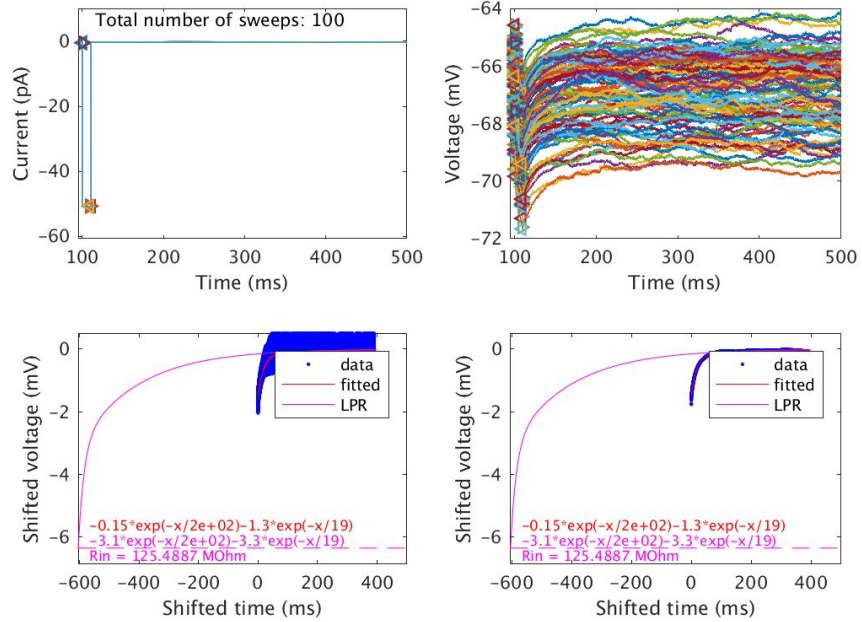 Total number of sweeps: 100
0
−20
−40
−60
Current (pA)
100
200
300
400
500
Time (ms)
−64
−66
−68
−70
−72
Voltage (mV)
100
200
300
400
500
Time (ms)
0
−2
−4
−6
Shifted voltage (mV)
data
fitted
LPR
−0.15*exp(−x/2e+02)−1.3*exp(−x/19)
−3.1*exp(−x/2e+02)−3.3*exp(−x/19)
Rin = 125.4887 MOhm
−600
−400
−200
0
200
400
Shifted time (ms)
0
−2
−4
−6
Shifted voltage (mV)
data
fitted
LPR
−0.15*exp(−x/2e+02)−1.3*exp(−x/19)
−3.1*exp(−x/2e+02)−3.3*exp(−x/19)
Rin = 125.4887 MOhm
−600
−400
−200
0
200
400
Shifted time (ms)